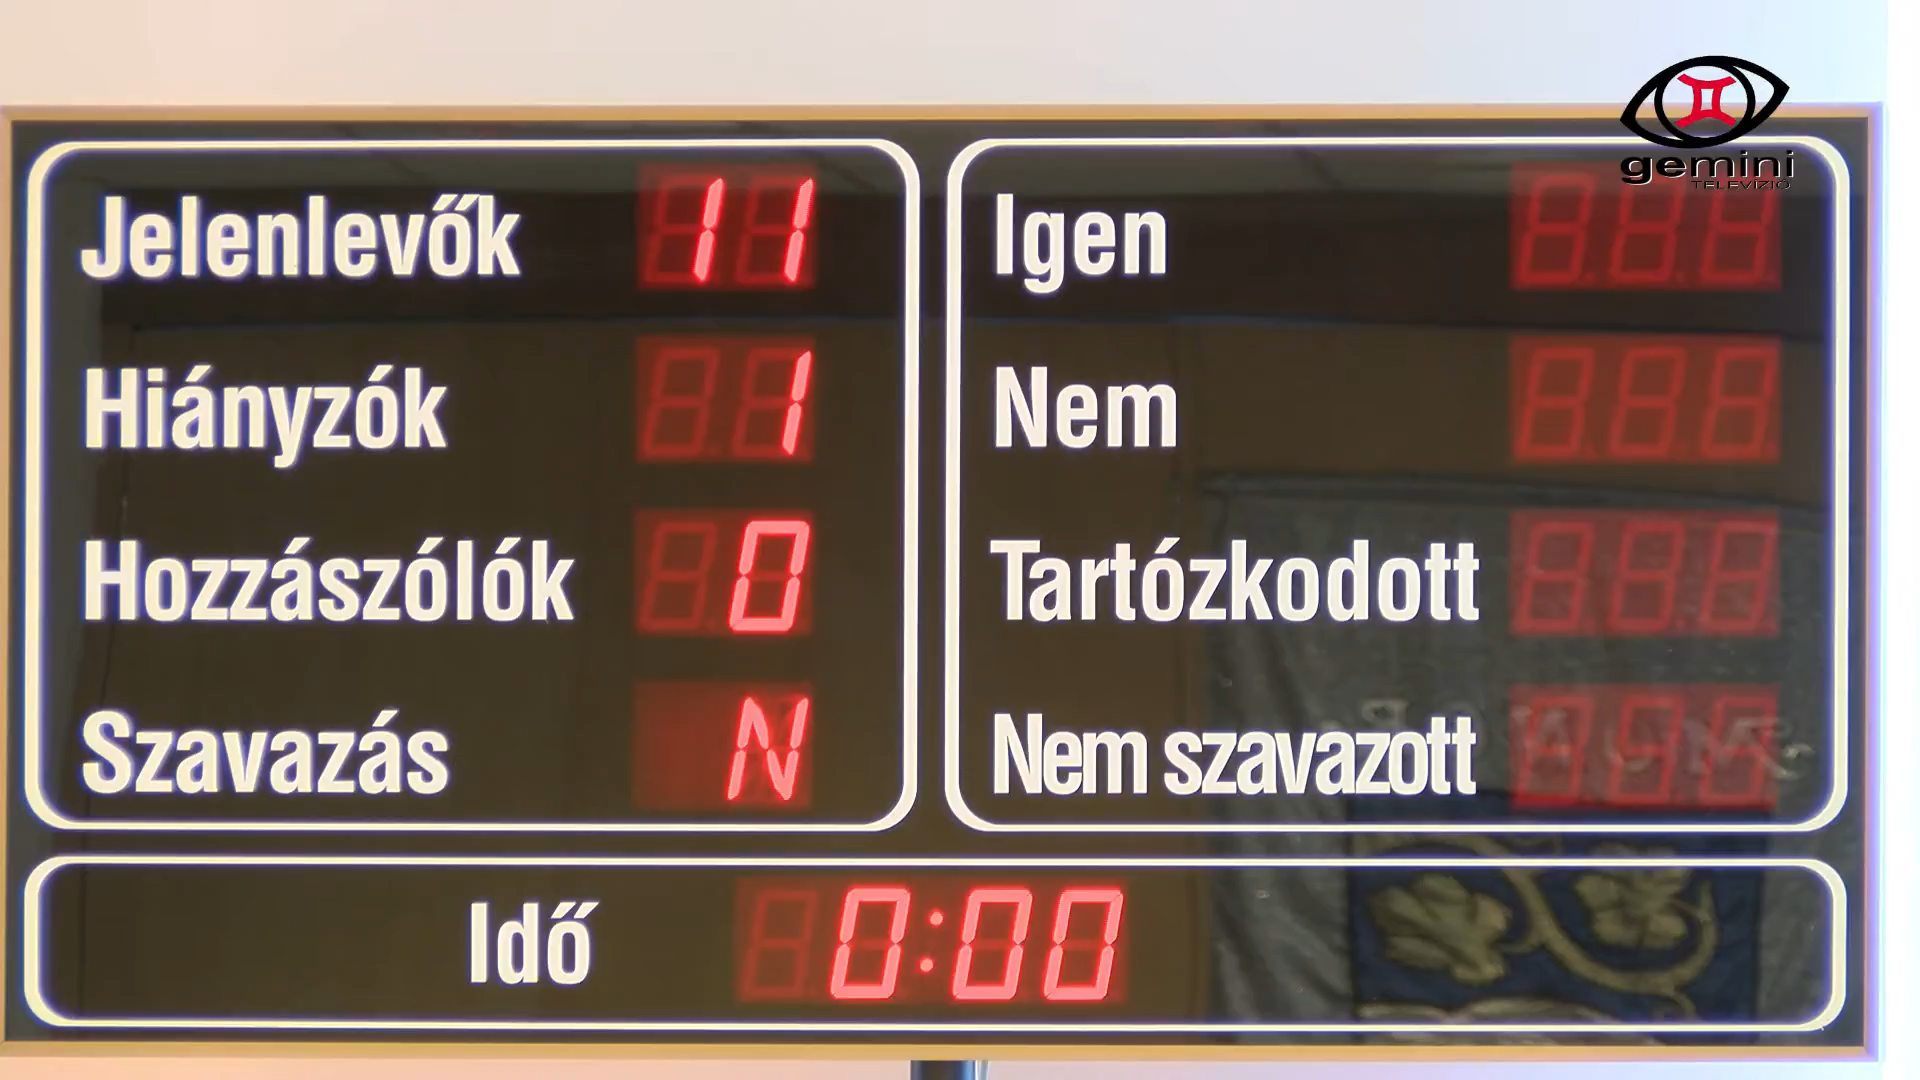 gemini
TELEVÍZIÓ
Jelenlevők 11
Hiányzók 1
Hozzászólók 0
Szavazás N
Igen
Nem
Tartózkodott
Nem szavazott
Idő 0:00